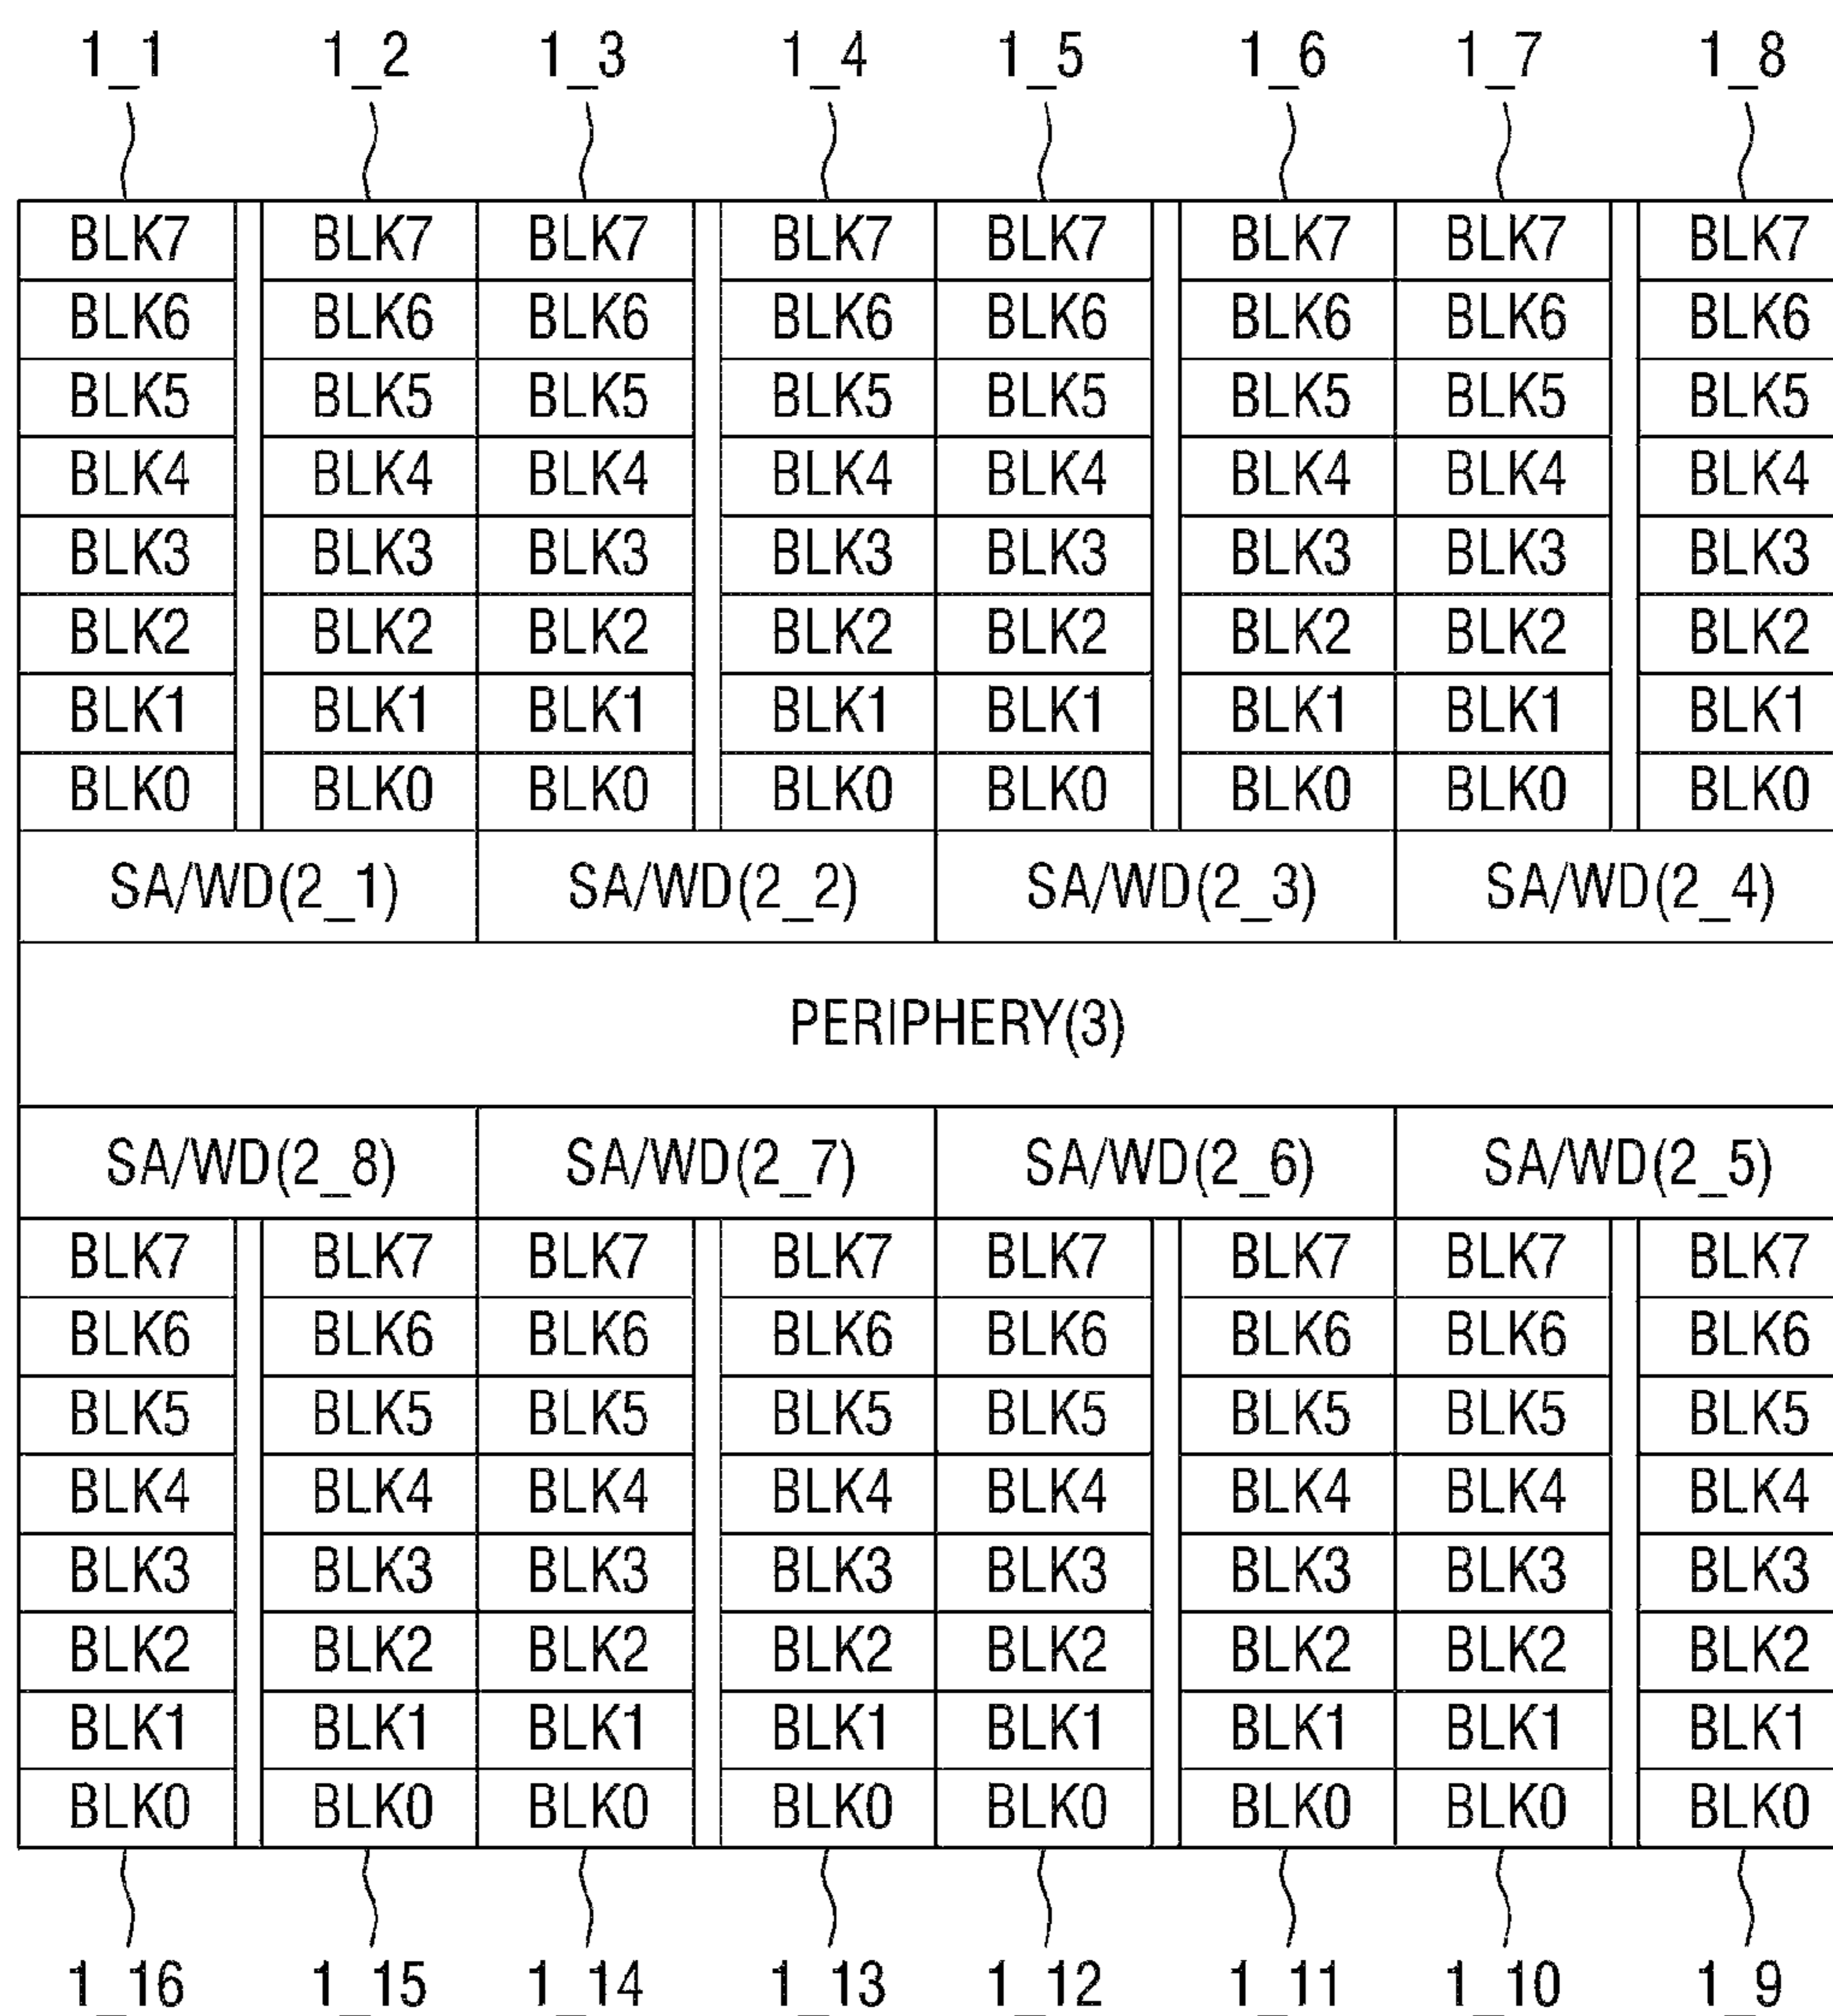 1_1 1_2 1_3 1_4 1_5 1_6 1_7 1_8
BLK7 BLK7 BLK7 BLK7 BLK7 BLK7 BLK7 BLK7
BLK6 BLK6 BLK6 BLK6 BLK6 BLK6 BLK6 BLK6
BLK5 BLK5 BLK5 BLK5 BLK5 BLK5 BLK5 BLK5
BLK4 BLK4 BLK4 BLK4 BLK4 BLK4 BLK4 BLK4
BLK3 BLK3 BLK3 BLK3 BLK3 BLK3 BLK3 BLK3
BLK2 BLK2 BLK2 BLK2 BLK2 BLK2 BLK2 BLK2
BLK1 BLK1 BLK1 BLK1 BLK1 BLK1 BLK1 BLK1
BLK0 BLK0 BLK0 BLK0 BLK0 BLK0 BLK0 BLK0
SA/WD(2_1) SA/WD(2_2) SA/WD(2_3) SA/WD(2_4)
PERIPHERY(3)
SA/WD(2_8) SA/WD(2_7) SA/WD(2_6) SA/WD(2_5)
BLK7 BLK7 BLK7 BLK7 BLK7 BLK7 BLK7 BLK7
BLK6 BLK6 BLK6 BLK6 BLK6 BLK6 BLK6 BLK6
BLK5 BLK5 BLK5 BLK5 BLK5 BLK5 BLK5 BLK5
BLK4 BLK4 BLK4 BLK4 BLK4 BLK4 BLK4 BLK4
BLK3 BLK3 BLK3 BLK3 BLK3 BLK3 BLK3 BLK3
BLK2 BLK2 BLK2 BLK2 BLK2 BLK2 BLK2 BLK2
BLK1 BLK1 BLK1 BLK1 BLK1 BLK1 BLK1 BLK1
BLK0 BLK0 BLK0 BLK0 BLK0 BLK0 BLK0 BLK0
1_16 1_15 1_14 1_13 1_12 1_11 1_10 1_9